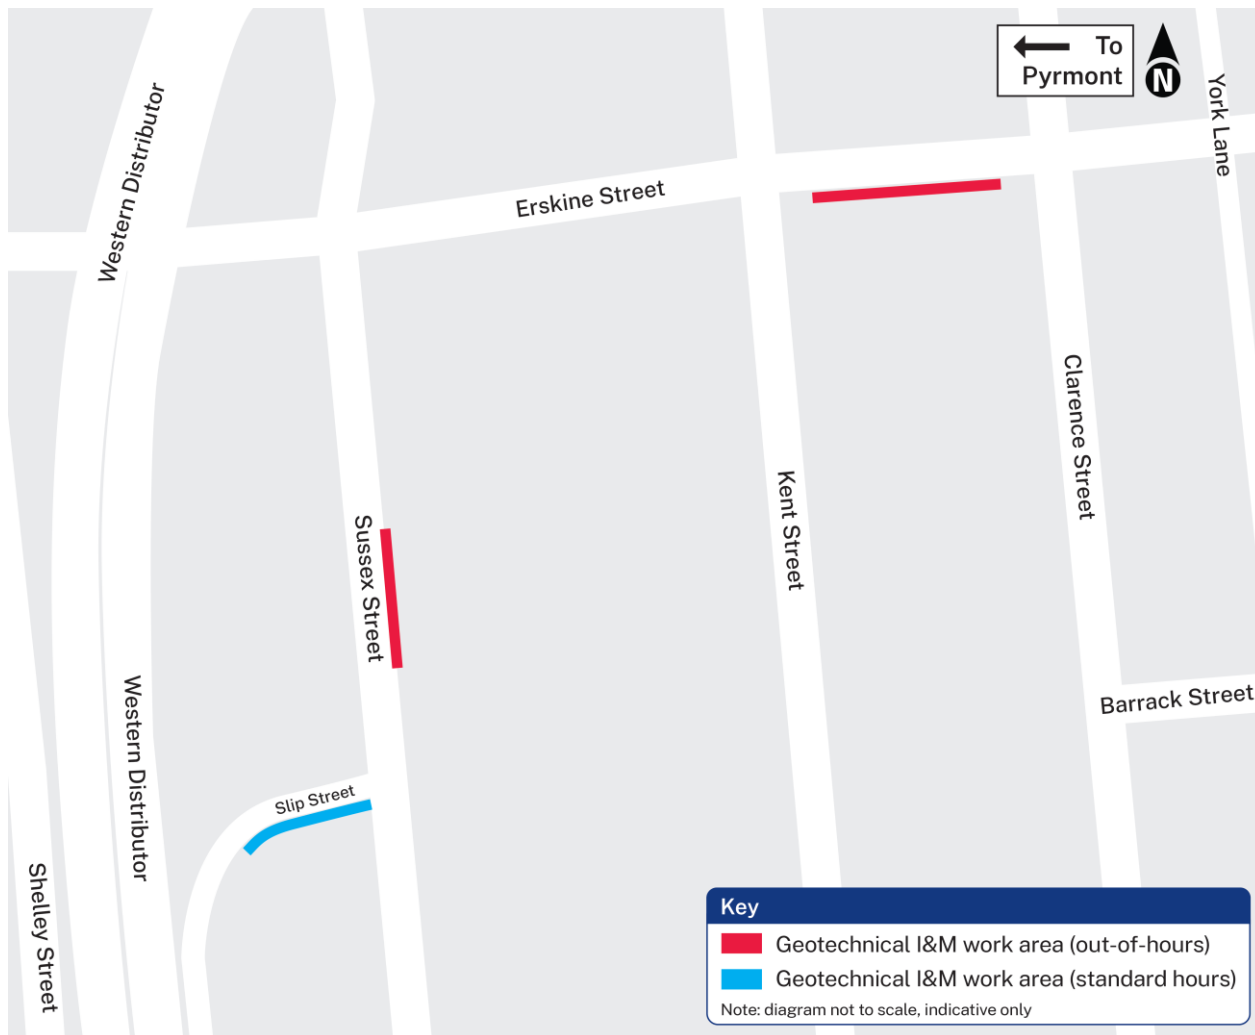 To
Pyrmont
N
York Lane
Western Distributor
Erskine Street
Clarence Street
Kent Street
Sussex Street
Barrack Street
Western Distributor
Slip Street
Shelley Street
Key
Geotechnical I&M work area (out-of-hours)
Geotechnical I&M work area (standard hours)
Note: diagram not to scale, indicative only